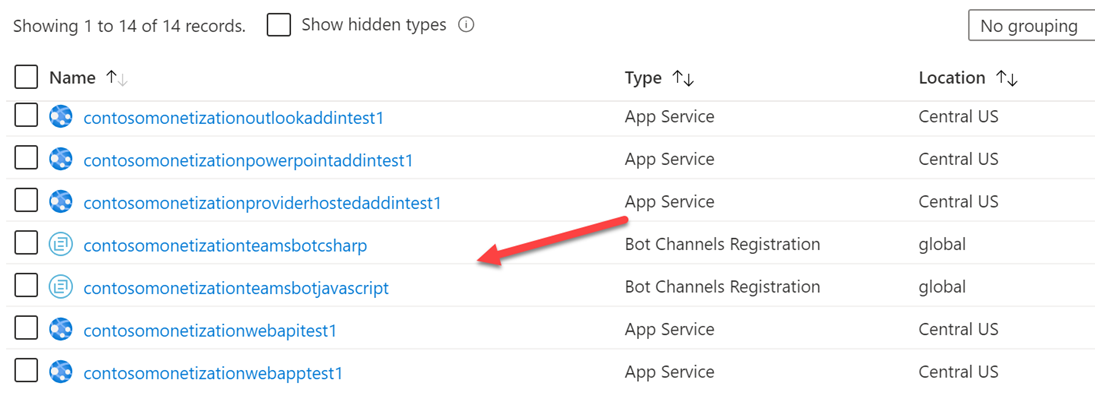 Showing 1 to 14 of 14 records. Show hidden types No grouping
Name Type Location
contosomonetizationoutlookaddintest1 App Service Central US
contosomonetizationpowerpointaddintest1 App Service Central US
contosomonetizationproviderhostedaddintest1 App Service Central US
contosomonetizationteamsbotcsharp Bot Channels Registration global
contosomonetizationteamsbotjavascript Bot Channels Registration global
contosomonetizationwebapitest1 App Service Central US
contosomonetizationwebapptest1 App Service Central US